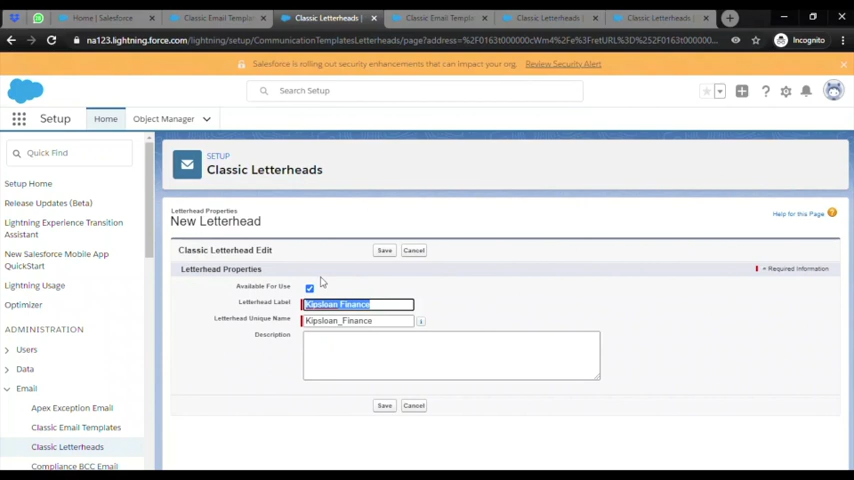 Home | Salesforce
Classic Email Templat
Classic Letterheads |
Classic Email Templa
Classic Letterheads |
Classic Letterheads |
na123.lightning.force.com/lightning/setup/CommunicationTemplatesLetterheads/page?address=%2F0163t000cWm4%2Fe%3FretURL%3D%252F0163t000
Incognito
Salesforce is rolling out security enhancements that can impact your org. Review Security Alert
Search Setup
Setup
Home
Object Manager
Quick Find
Setup Home
Release Updates (Beta)
Lightning Experience Transition
Assistant
New Salesforce Mobile App
QuickStart
Lightning Usage
Optimizer
ADMINISTRATION
Users
Data
Email
Apex Exception Email
Classic Email Templates
Classic Letterheads
Compliance BCC Email
SETUP
Classic Letterheads
Letterhead Properties
New Letterhead
Help for this Page
Classic Letterhead Edit
Save
Cancel
Letterhead Properties
= Required Information
Available For Use
Letterhead Label
Kipsloan Finance
Letterhead Unique Name
Kipsloan_Finance
Description
Save
Cancel